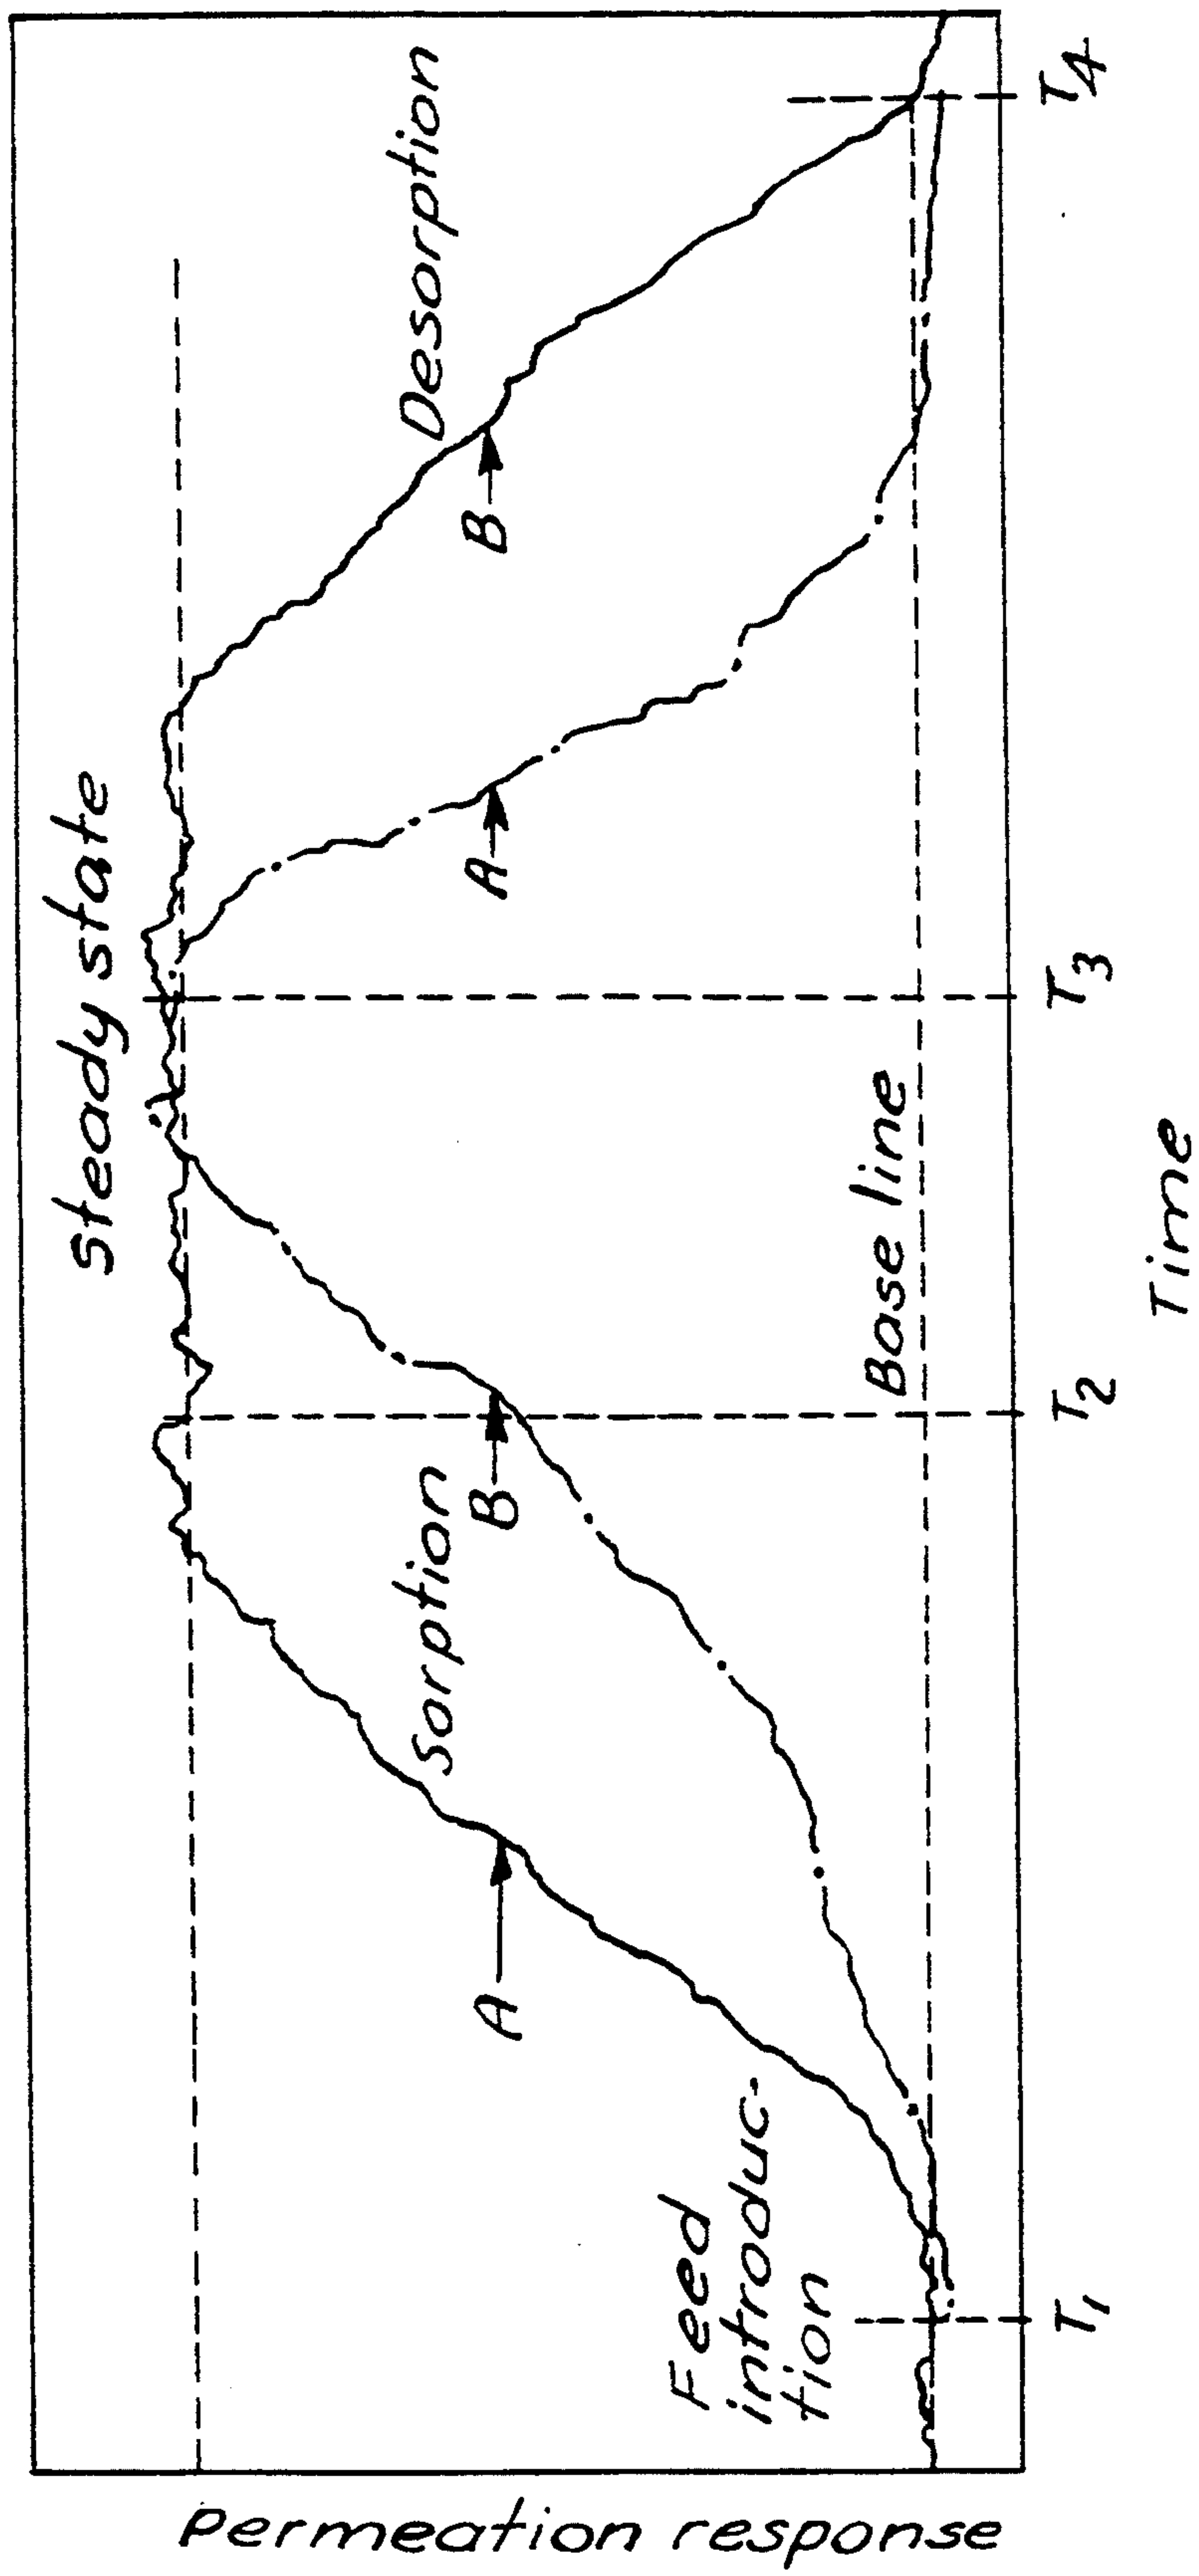 Steady state
Desorption
Sorption
A
B
A
B
Feed
introduc-
tion
Base line
T1
T2
T3
T4
Time
Permeation response